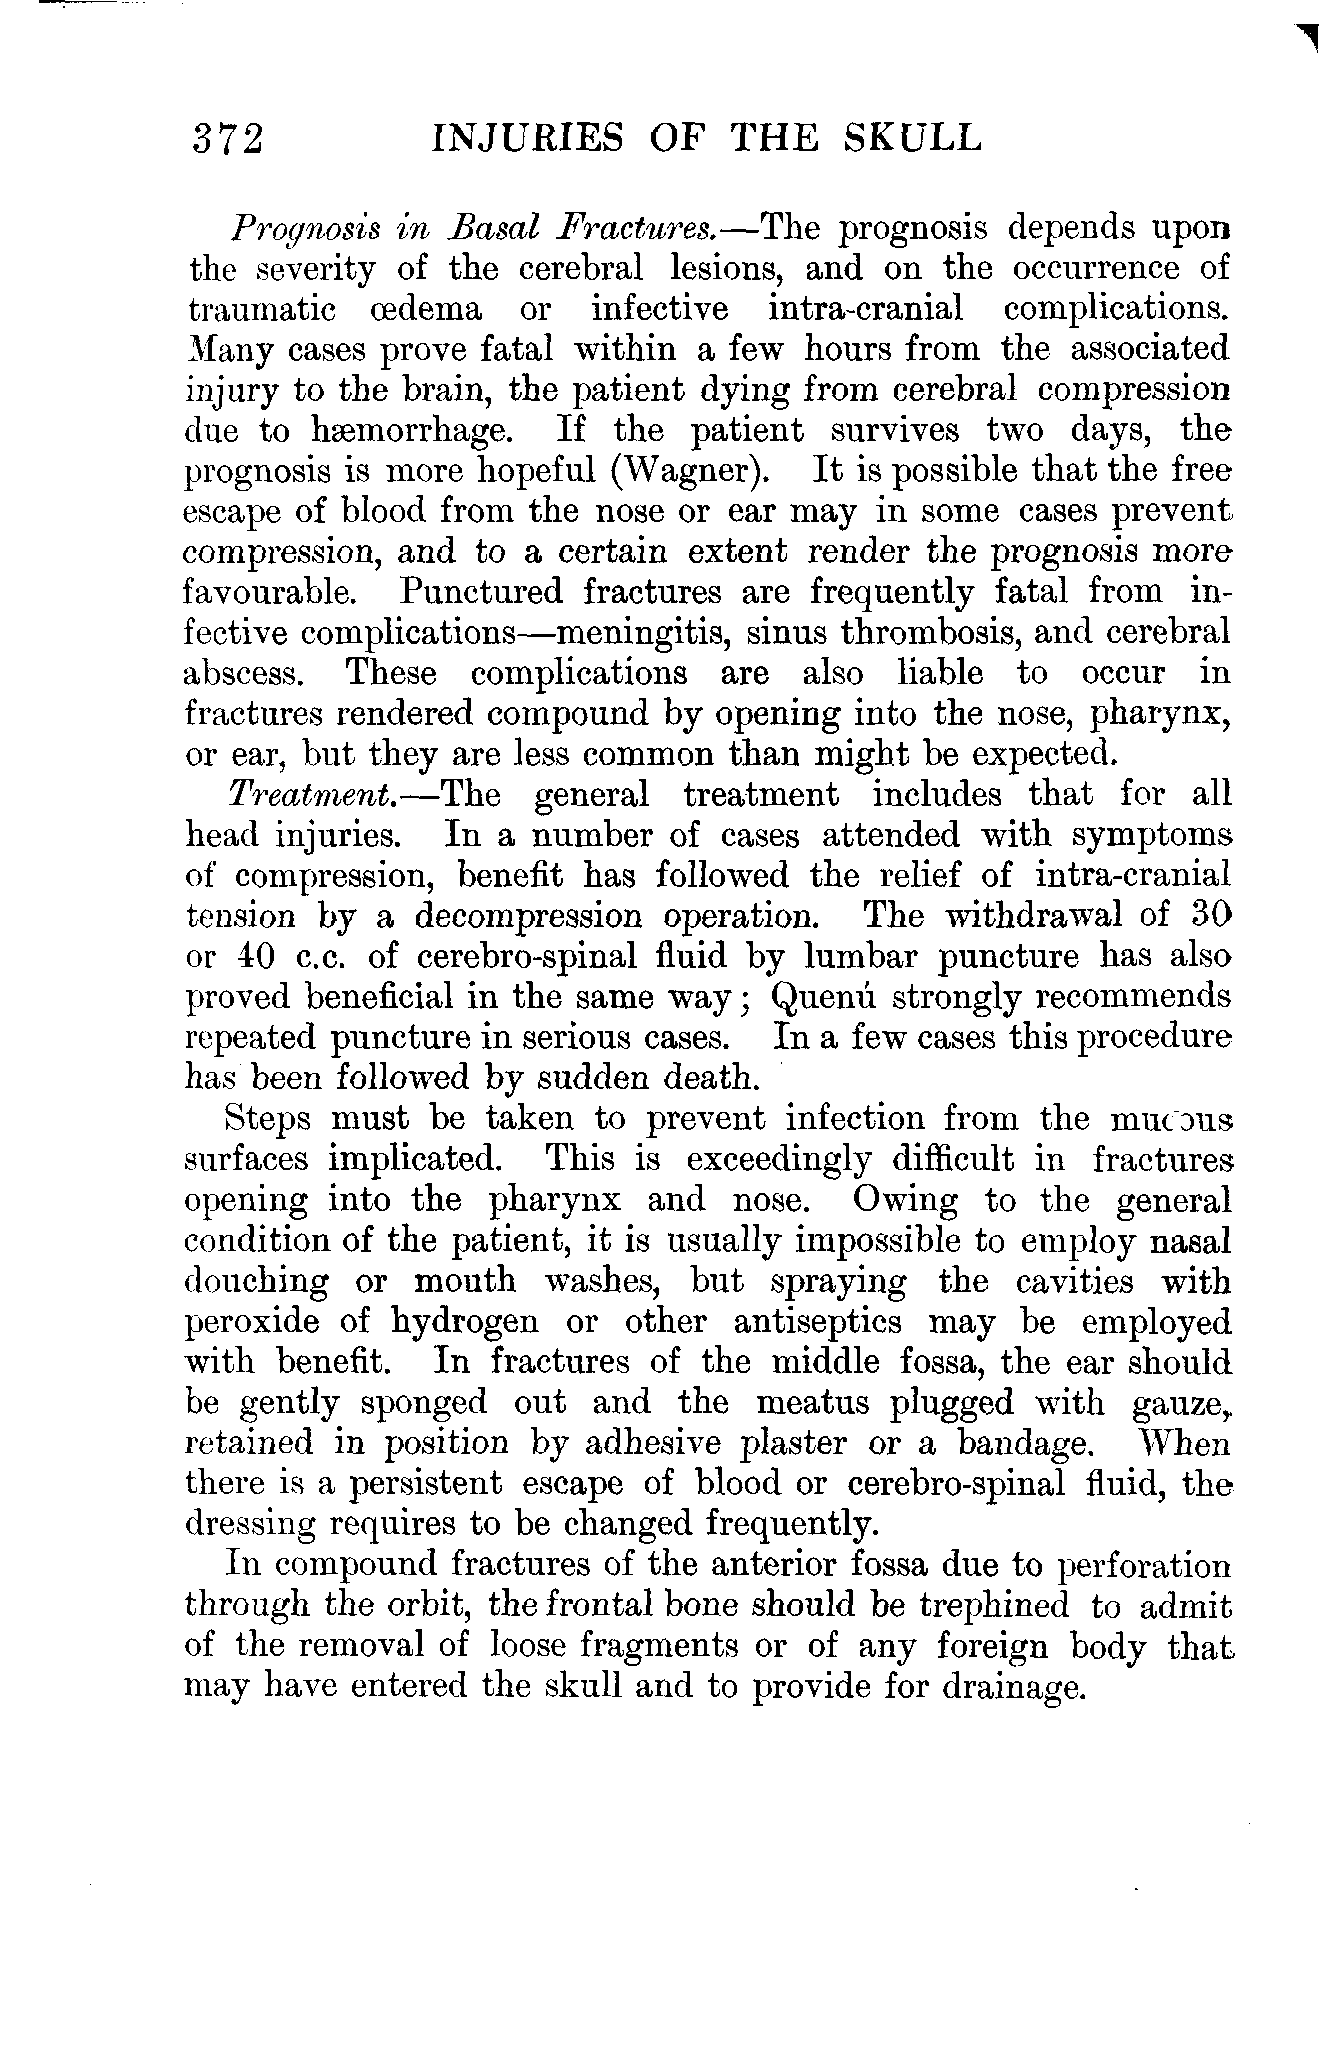 372 INJURIES OF THE SKULL
Prognosis in Basal Fractures.—The prognosis depends upon
the severity of the cerebral lesions, and on the occurrence of
traumatic œdema or infective intra-cranial complications.
Many cases prove fatal within a few hours from the associated
injury to the brain, the patient dying from cerebral compression
due to hæmorrhage. If the patient survives two days, the
prognosis is more hopeful (Wagner). It is possible that the free
escape of blood from the nose or ear may in some cases prevent
compression, and to a certain extent render the prognosis more
favourable. Punctured fractures are frequently fatal from in-
fective complications—meningitis, sinus thrombosis, and cerebral
abscess. These complications are also liable to occur in
fractures rendered compound by opening into the nose, pharynx,
or ear, but they are less common than might be expected.
Treatment.—The general treatment includes that for all
head injuries. In a number of cases attended with symptoms
of compression, benefit has followed the relief of intra-cranial
tension by a decompression operation. The withdrawal of 30
or 40 c.c. of cerebro-spinal fluid by lumbar puncture has also
proved beneficial in the same way; Quenú strongly recommends
repeated puncture in serious cases. In a few cases this procedure
has been followed by sudden death.
Steps must be taken to prevent infection from the mucous
surfaces implicated. This is exceedingly difficult in fractures
opening into the pharynx and nose. Owing to the general
condition of the patient, it is usually impossible to employ nasal
douching or mouth washes, but spraying the cavities with
peroxide of hydrogen or other antiseptics may be employed
with benefit. In fractures of the middle fossa, the ear should
be gently sponged out and the meatus plugged with gauze,
retained in position by adhesive plaster or a bandage. When
there is a persistent escape of blood or cerebro-spinal fluid, the
dressing requires to be changed frequently.
In compound fractures of the anterior fossa due to perforation
through the orbit, the frontal bone should be trephined to admit
of the removal of loose fragments or of any foreign body that
may have entered the skull and to provide for drainage.